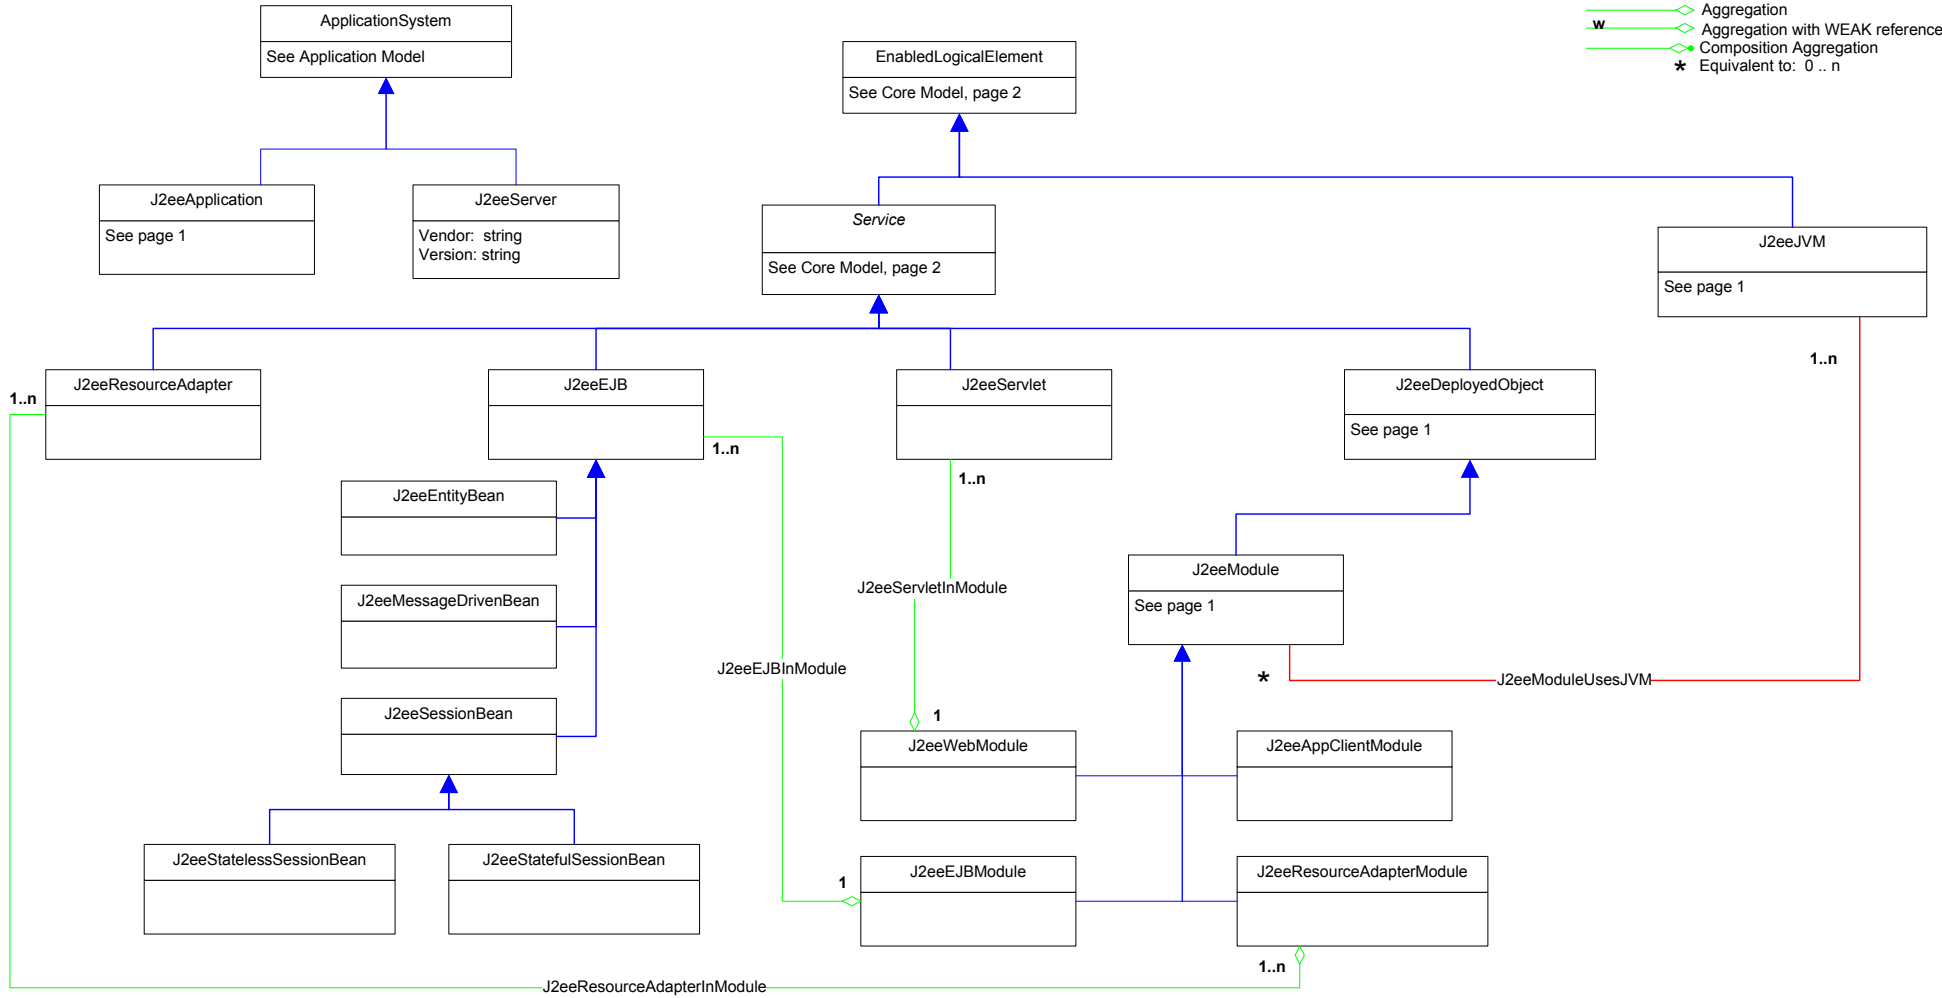 ApplicationSystem
See Application Model
EnabledLogicalElement
See Core Model, page 2
Aggregation
w
Aggregation with WEAK reference
Composition Aggregation
* Equivant to: 0 .. n
J2eeApplication
See page 1
J2eeServer
Vendor: string
Version: string
Service
See Core Model, page 2
J2eeJVM
See page 1
1..n
1..n
J2eeResourceAdapter
J2eeEJB
1..n
J2eeServlet
1..n
J2eeDeployedObject
See page 1
J2eeEntityBean
J2eeMessageDrivenBean
J2eeSessionBean
J2eeStatelessSessionBean
J2eeStatefulSessionBean
J2eeServletInModule
J2eeEJBInModule
J2eeModule
See page 1
*
J2eeModuleUsesJVM
1
J2eeWebModule
J2eeAppClientModule
1
J2eeEJBModule
J2eeResourceAdapterModule
1..n
J2eeResourceAdapterInModule